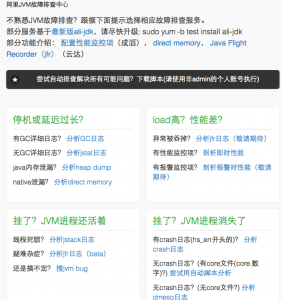 阿里JVM故障排查中心
不熟悉JVM故障排查？跟据下面提示选择相应故障排查服务。
部分服务基于最新版ali-jdk，请尽快升级: sudo yum -b test install ali-jdk
部分功能介绍： 配置性能监控项（成滔）， direct memory， Java Flight
Recorder（jfr）（云达）
尝试自动排查解决所有可能问题？下载脚本(请使用非admin的个人账号执行)
停机或延迟过长？
有GC详细日志？ 分析GC日志
无GC详细日志？ 分析jstat日志
java内存泄漏？ 分析heap dump
native泄漏？ 分析direct memory
load高？性能差？
异常被吞掉？ 分析jfr日志（敬请期待）
有性能监控项？ 剖析即时性能
有报警监控项？ 剖析报警时性能（敬请
期待）
挂了？JVM进程还活着
线程死锁？ 分析jstack日志
疑难杂症？ 分析jfr日志（beta）
还是搞不定？ 搜jvm bug
挂了？JVM进程消失了
有crash日志(hs_err开头的)？ 分析
crash日志
无crash日志？(有core文件(core.数
字)？) 尝试用自动脚本分析
无crash日志？(无core文件？) 分析
dmesg日志